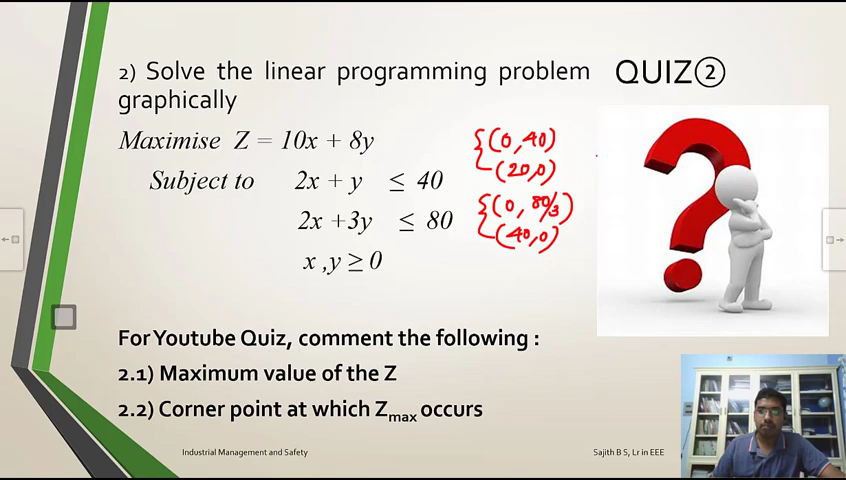 2) Solve the linear programming problem
graphically
QUIZ②
Maximise Z = 10x + 8y
Subject to 2x + y ≤ 40
2x +3y ≤ 80
x ,y ≥ 0
{(0, 40)
(20,0)
{(0, 80/3)
(40,0)
For Youtube Quiz, comment the following :
2.1) Maximum value of the Z
2.2) Corner point at which Zmax occurs
Industrial Management and Safety
Sajith B S, Lr in EEE